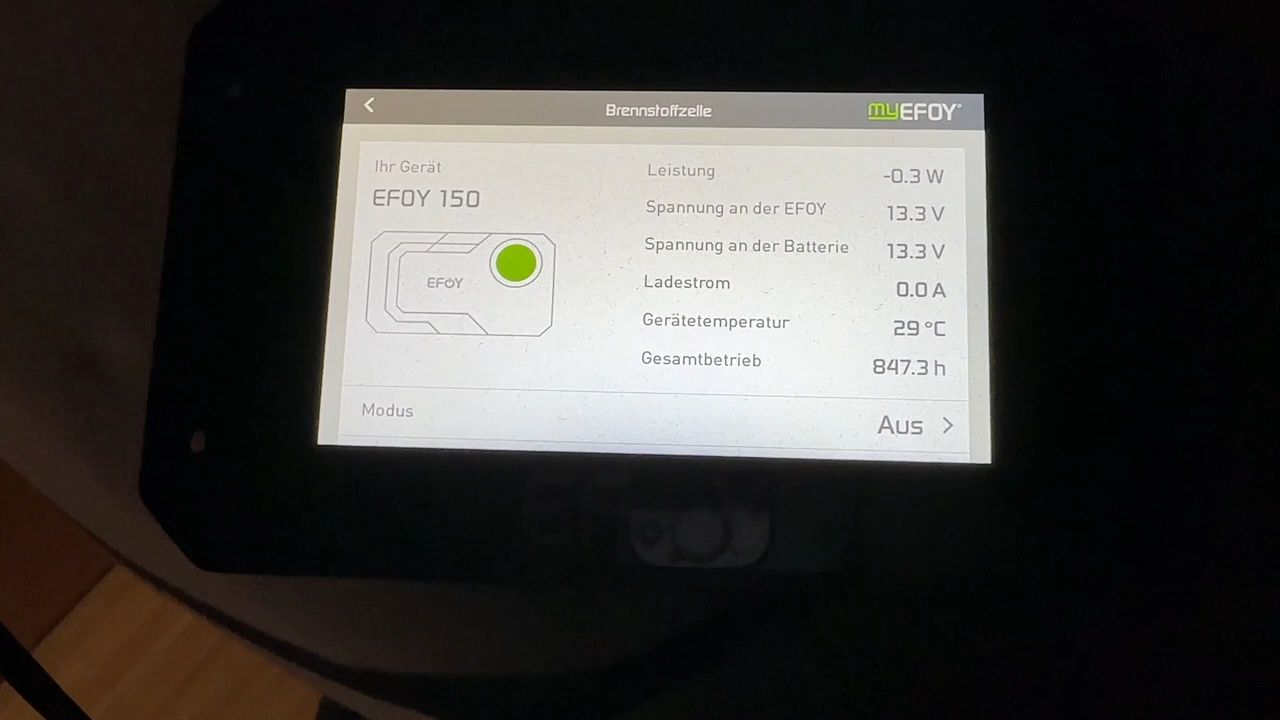 Brennstoffzelle
myEFOY®
Ihr Gerät
EFOY 150
EFOY
Leistung -0.3 W
Spannung an der EFOY 13.3 V
Spannung an der Batterie 13.3 V
Ladestrom 0.0 A
Gerätetemperatur 29 °C
Gesamtbetrieb 847.3 h
Modus Aus >